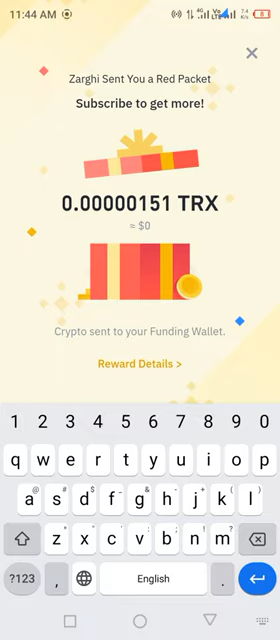 11:44 AM
Zarghi Sent You a Red Packet
Subscribe to get more!
0.00000151 TRX
≈ $0
Crypto sent to your Funding Wallet.
Reward Details >
1 2 3 4 5 6 7 8 9 0
q w e r t y u i o p
a s d f g h j k l
z x c v b n m
?123 , English .